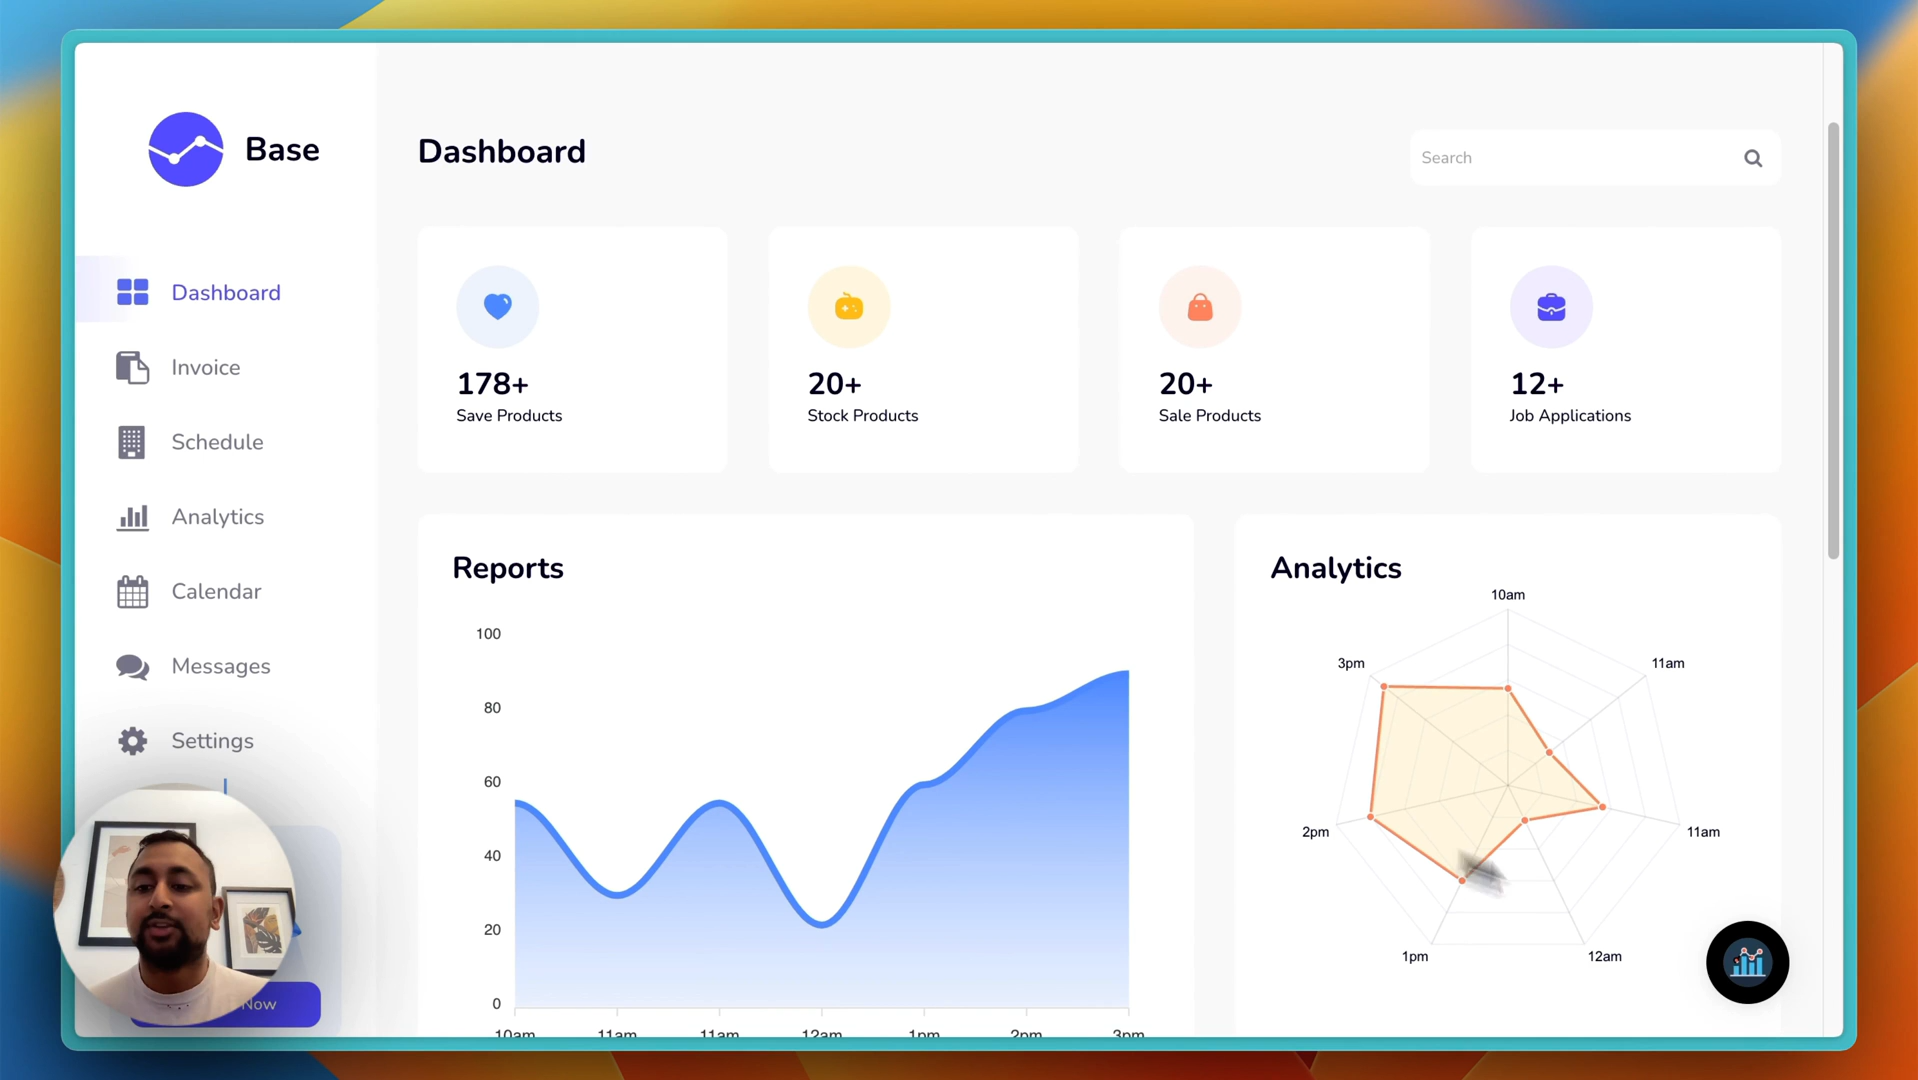 Base
Dashboard
Invoice
Schedule
Analytics
Calendar
Messages
Settings
Now
Dashboard
Search
178+
Save Products
20+
Stock Products
20+
Sale Products
12+
Job Applications
Reports
100
80
60
40
20
0
10am 11am 11am 12am 1pm 2pm 3pm
Analytics
10am
3pm
11am
2pm
11am
1pm
12am